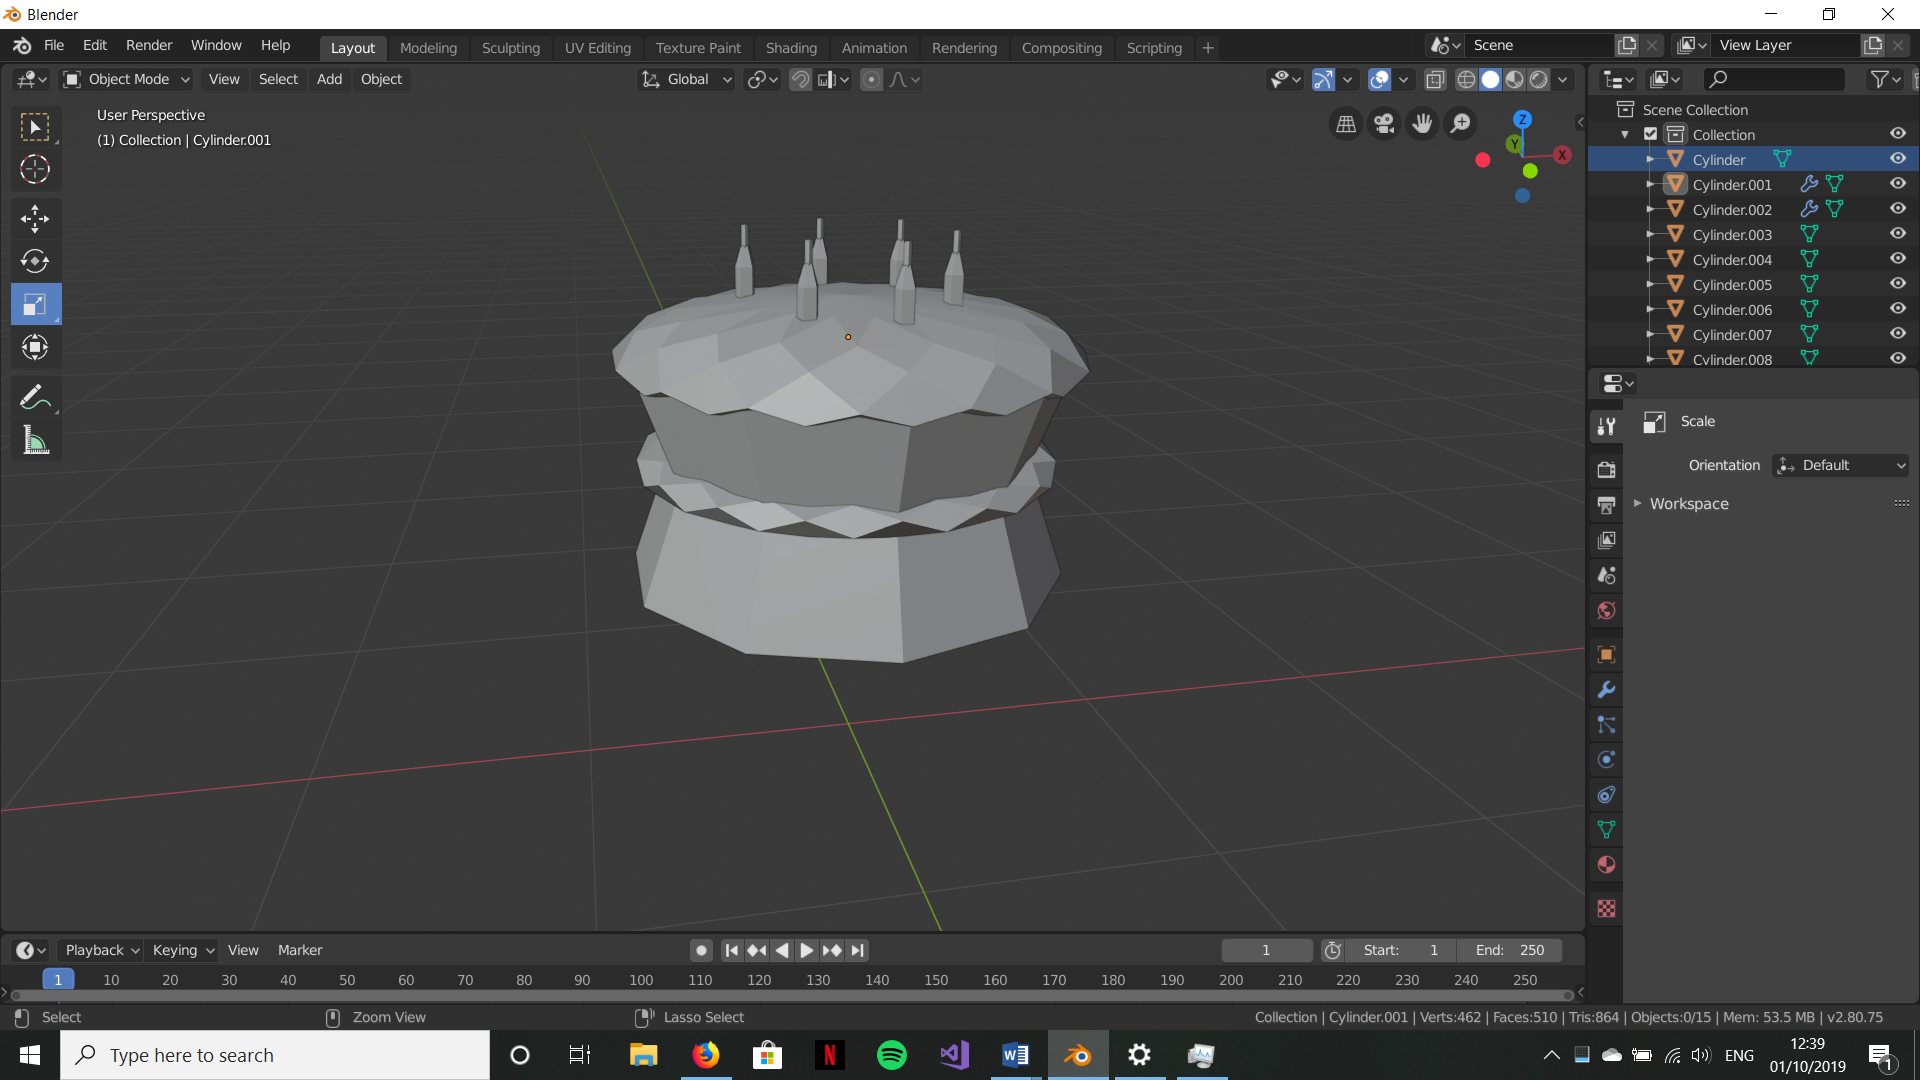 Blender
File Edit Render Window Help Layout Modeling Sculpting UV Editing Texture Paint Shading Animation Rendering Compositing Scripting + Scene View Layer
Object Mode View Select Add Object Global
User Perspective
(1) Collection | Cylinder.001
Z
Y
X
Scene Collection
Collection
Cylinder
Cylinder.001
Cylinder.002
Cylinder.003
Cylinder.004
Cylinder.005
Cylinder.006
Cylinder.007
Cylinder.008
Scale
Orientation Default
Workspace
Playback Keying View Marker 1 Start: 1 End: 250
1 10 20 30 40 50 60 70 80 90 100 110 120 130 140 150 160 170 180 190 200 210 220 230 240 250
Select Zoom View Lasso Select Collection | Cylinder.001 | Verts:462 | Faces:510 | Tris:864 | Objects:0/15 | Mem: 53.5 MB | v2.80.75
Type here to search N W ENG 12:39
01/10/2019 1